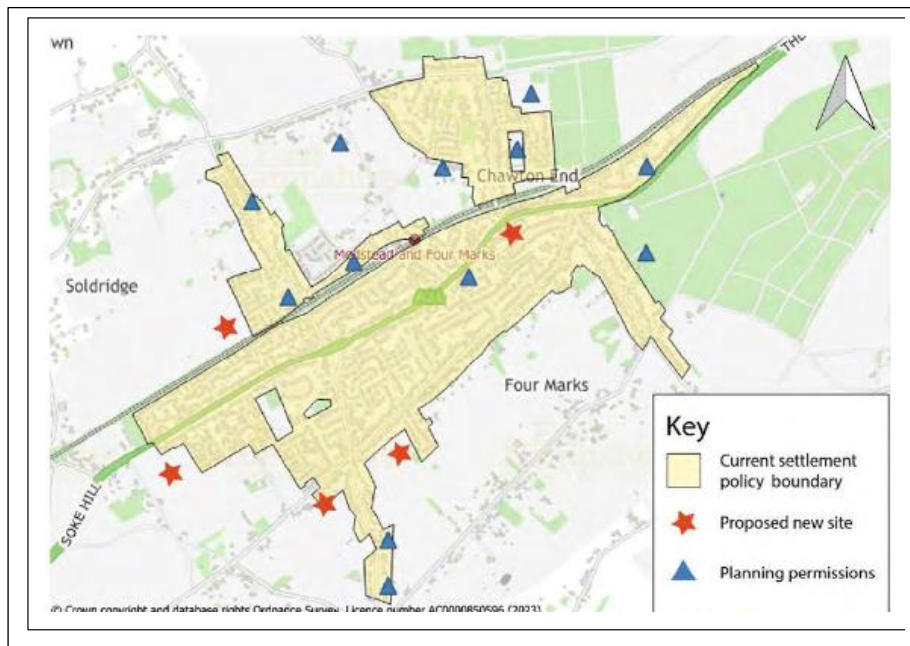 wn
THE
Chawton End
Medstead and Four Marks
Soldridge
Four Marks
SOKE HILL
Key
Current settlement
policy boundary
Proposed new site
Planning permissions
© Crown copyright and database rights Ordnance Survey. Licence number AC0000850596 (2023)